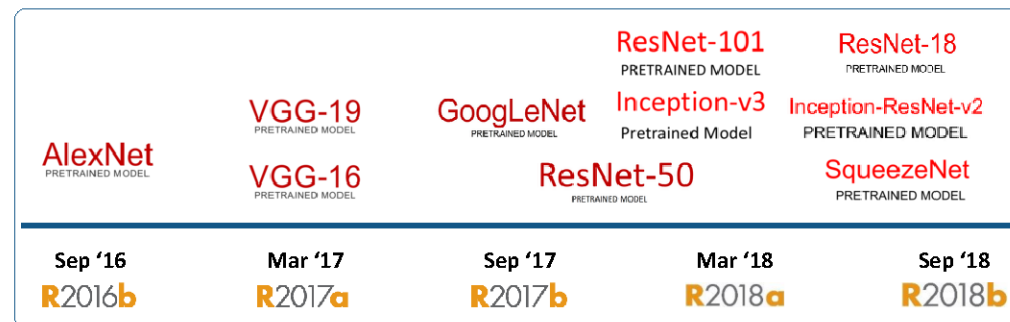 ResNet-101
PRETRAINED MODEL
ResNet-18
PRETRAINED MODEL
VGG-19
PRETRAINED MODEL
GoogLeNet
PRETRAINED MODEL
Inception-v3
Pretrained Model
Inception-ResNet-v2
PRETRAINED MODEL
AlexNet
PRETRAINED MODEL
VGG-16
PRETRAINED MODEL
ResNet-50
PRETRAINED MODEL
SqueezeNet
PRETRAINED MODEL
Sep ‘16
Mar ‘17
Sep ‘17
Mar ‘18
Sep ‘18
R2016b
R2017a
R2017b
R2018a
R2018b